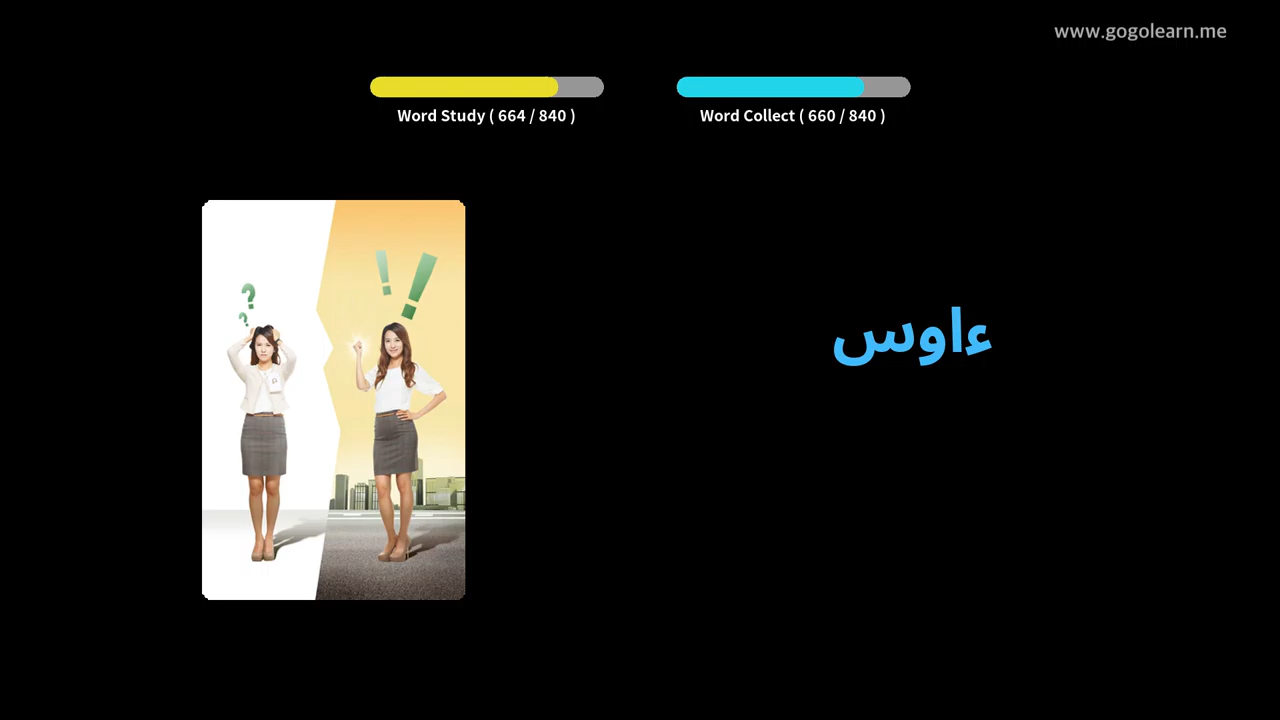 www.gogolearn.me
Word Study ( 664 / 840 )
Word Collect ( 660 / 840 )
? ?
! !
ءاوس